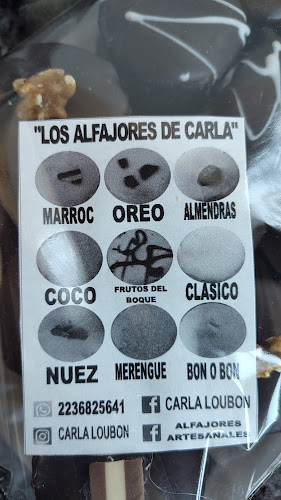 "LOS ALFAJORES DE CARLA"
MARROC OREO ALMENDRAS
COCO FRUTOS DEL BOQUE CLASICO
NUEZ MERENGUE BON O BON
2236825641 CARLA LOUBON
CARLA LOUBON ALFAJORES ARTESANALES